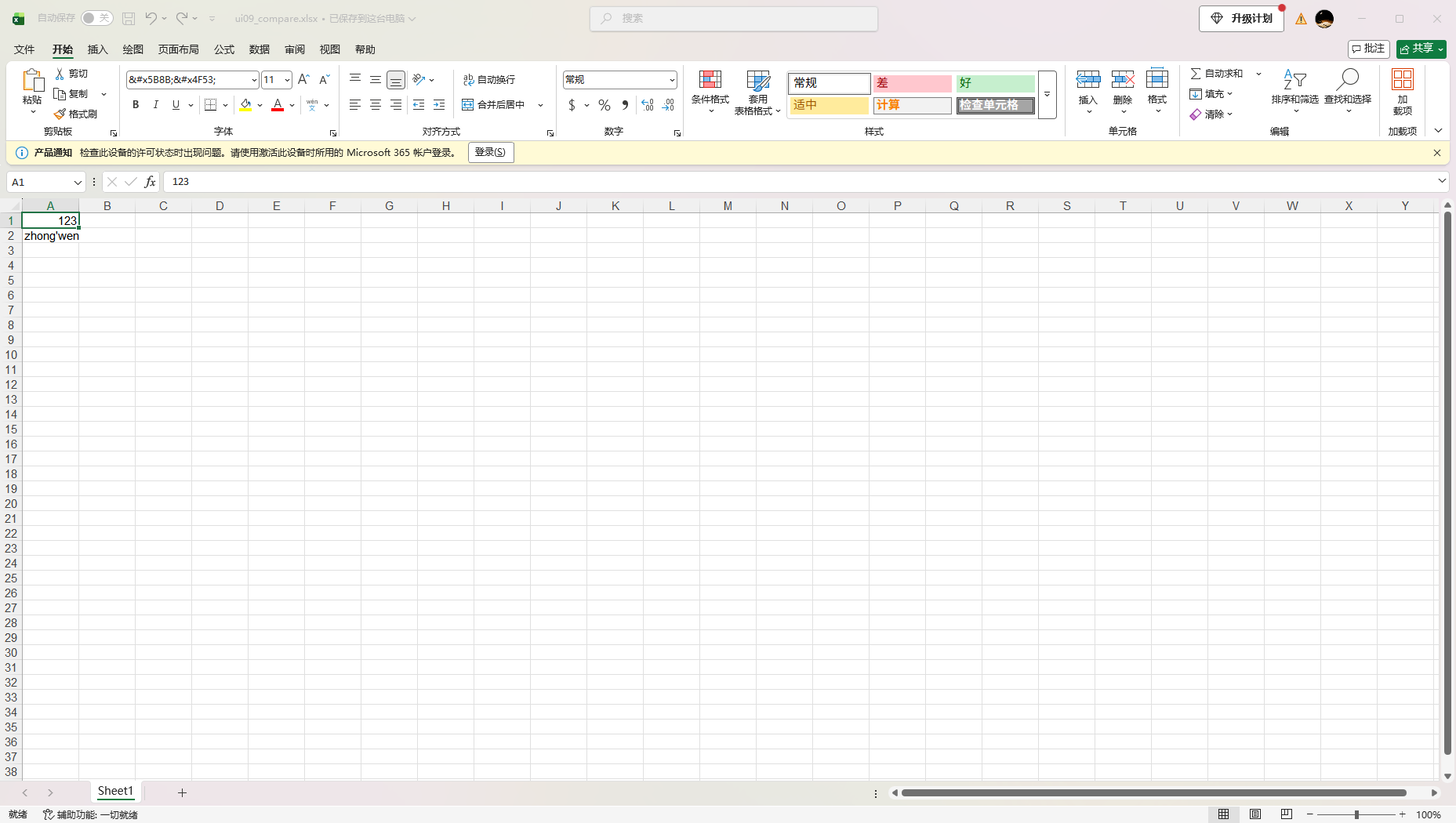 自动保存 关 ui09_compare.xlsx • 已保存到这台电脑 搜索 升级计划
文件 开始 插入 绘图 页面布局 公式 数据 审阅 视图 帮助 批注 共享
粘贴 剪切 复制 格式刷 剪贴板
&#x5B8B;&#x4F53; 11 A A
B I U A wén 文 字体
ab 自动换行 合并后居中 对齐方式
常规 $ % 数字
条件格式 套用
表格格式 常规 差 好
适中 计算 检查单元格 样式
插入 删除 格式 单元格
自动求和 填充 清除 排序和筛选 查找和选择 编辑
加
载项 加载项
产品通知 检查此设备的许可状态时出现问题。请使用激活此设备时所用的 Microsoft 365 帐户登录。 登录(S)
A1 fx 123
A B C D E F G H I J K L M N O P Q R S T U V W X Y
1 123
2 zhong'wen
3
4
5
6
7
8
9
10
11
12
13
14
15
16
17
18
19
20
21
22
23
24
25
26
27
28
29
30
31
32
33
34
35
36
37
38
Sheet1
就绪 辅助功能: 一切就绪 100%